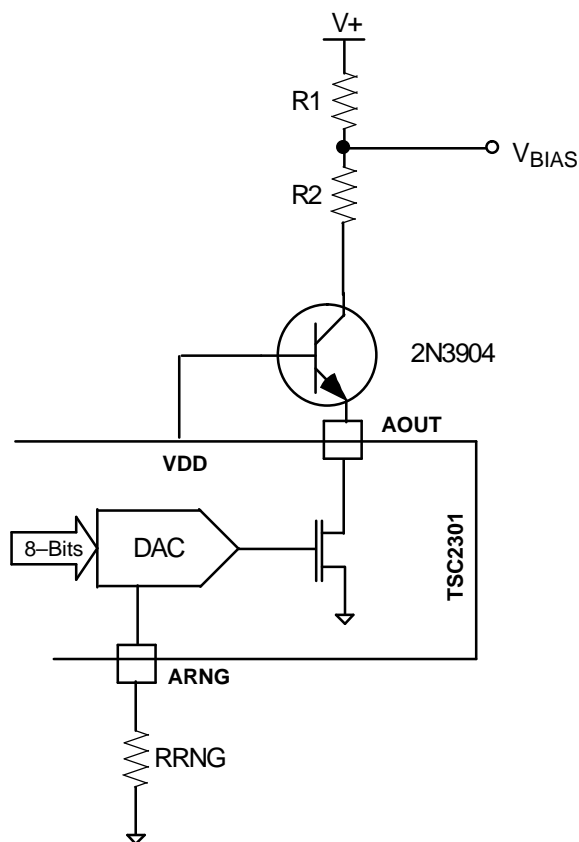 V+
R1
VBIAS
R2
2N3904
AOUT
VDD
8–Bits
DAC
TSC2301
ARNG
RRNG